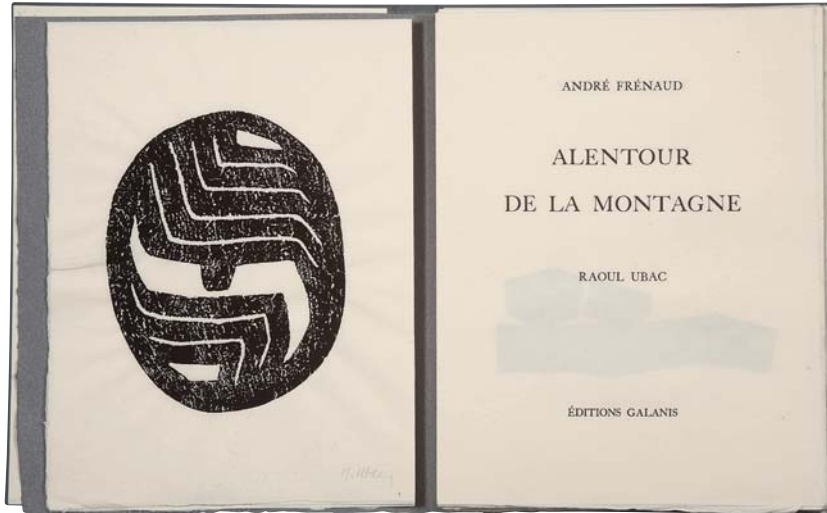 ANDRÉ FRÉNAUD
ALENTOUR
DE LA MONTAGNE
RAOUL UBAC
ÉDITIONS GALANIS